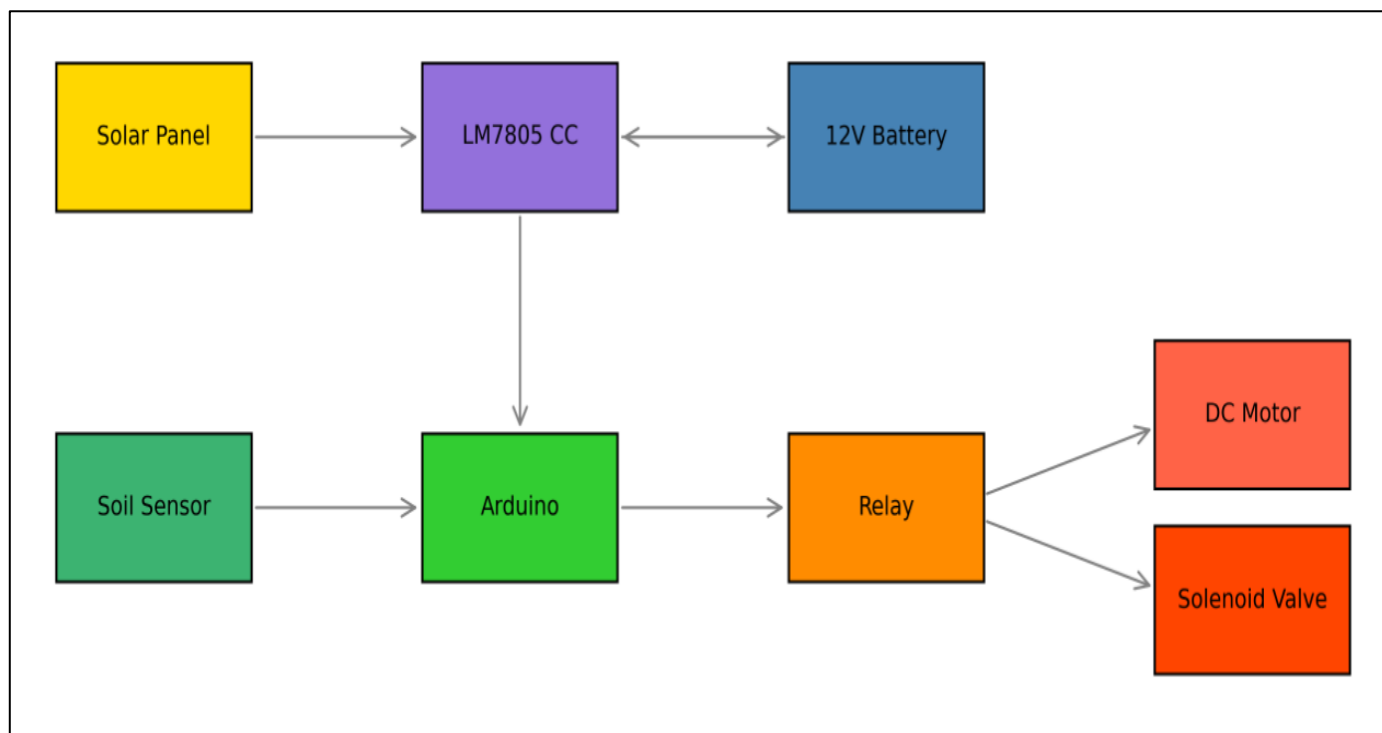 Solar Panel
LM7805 CC
12V Battery
DC Motor
Soil Sensor
Arduino
Relay
Solenoid Valve